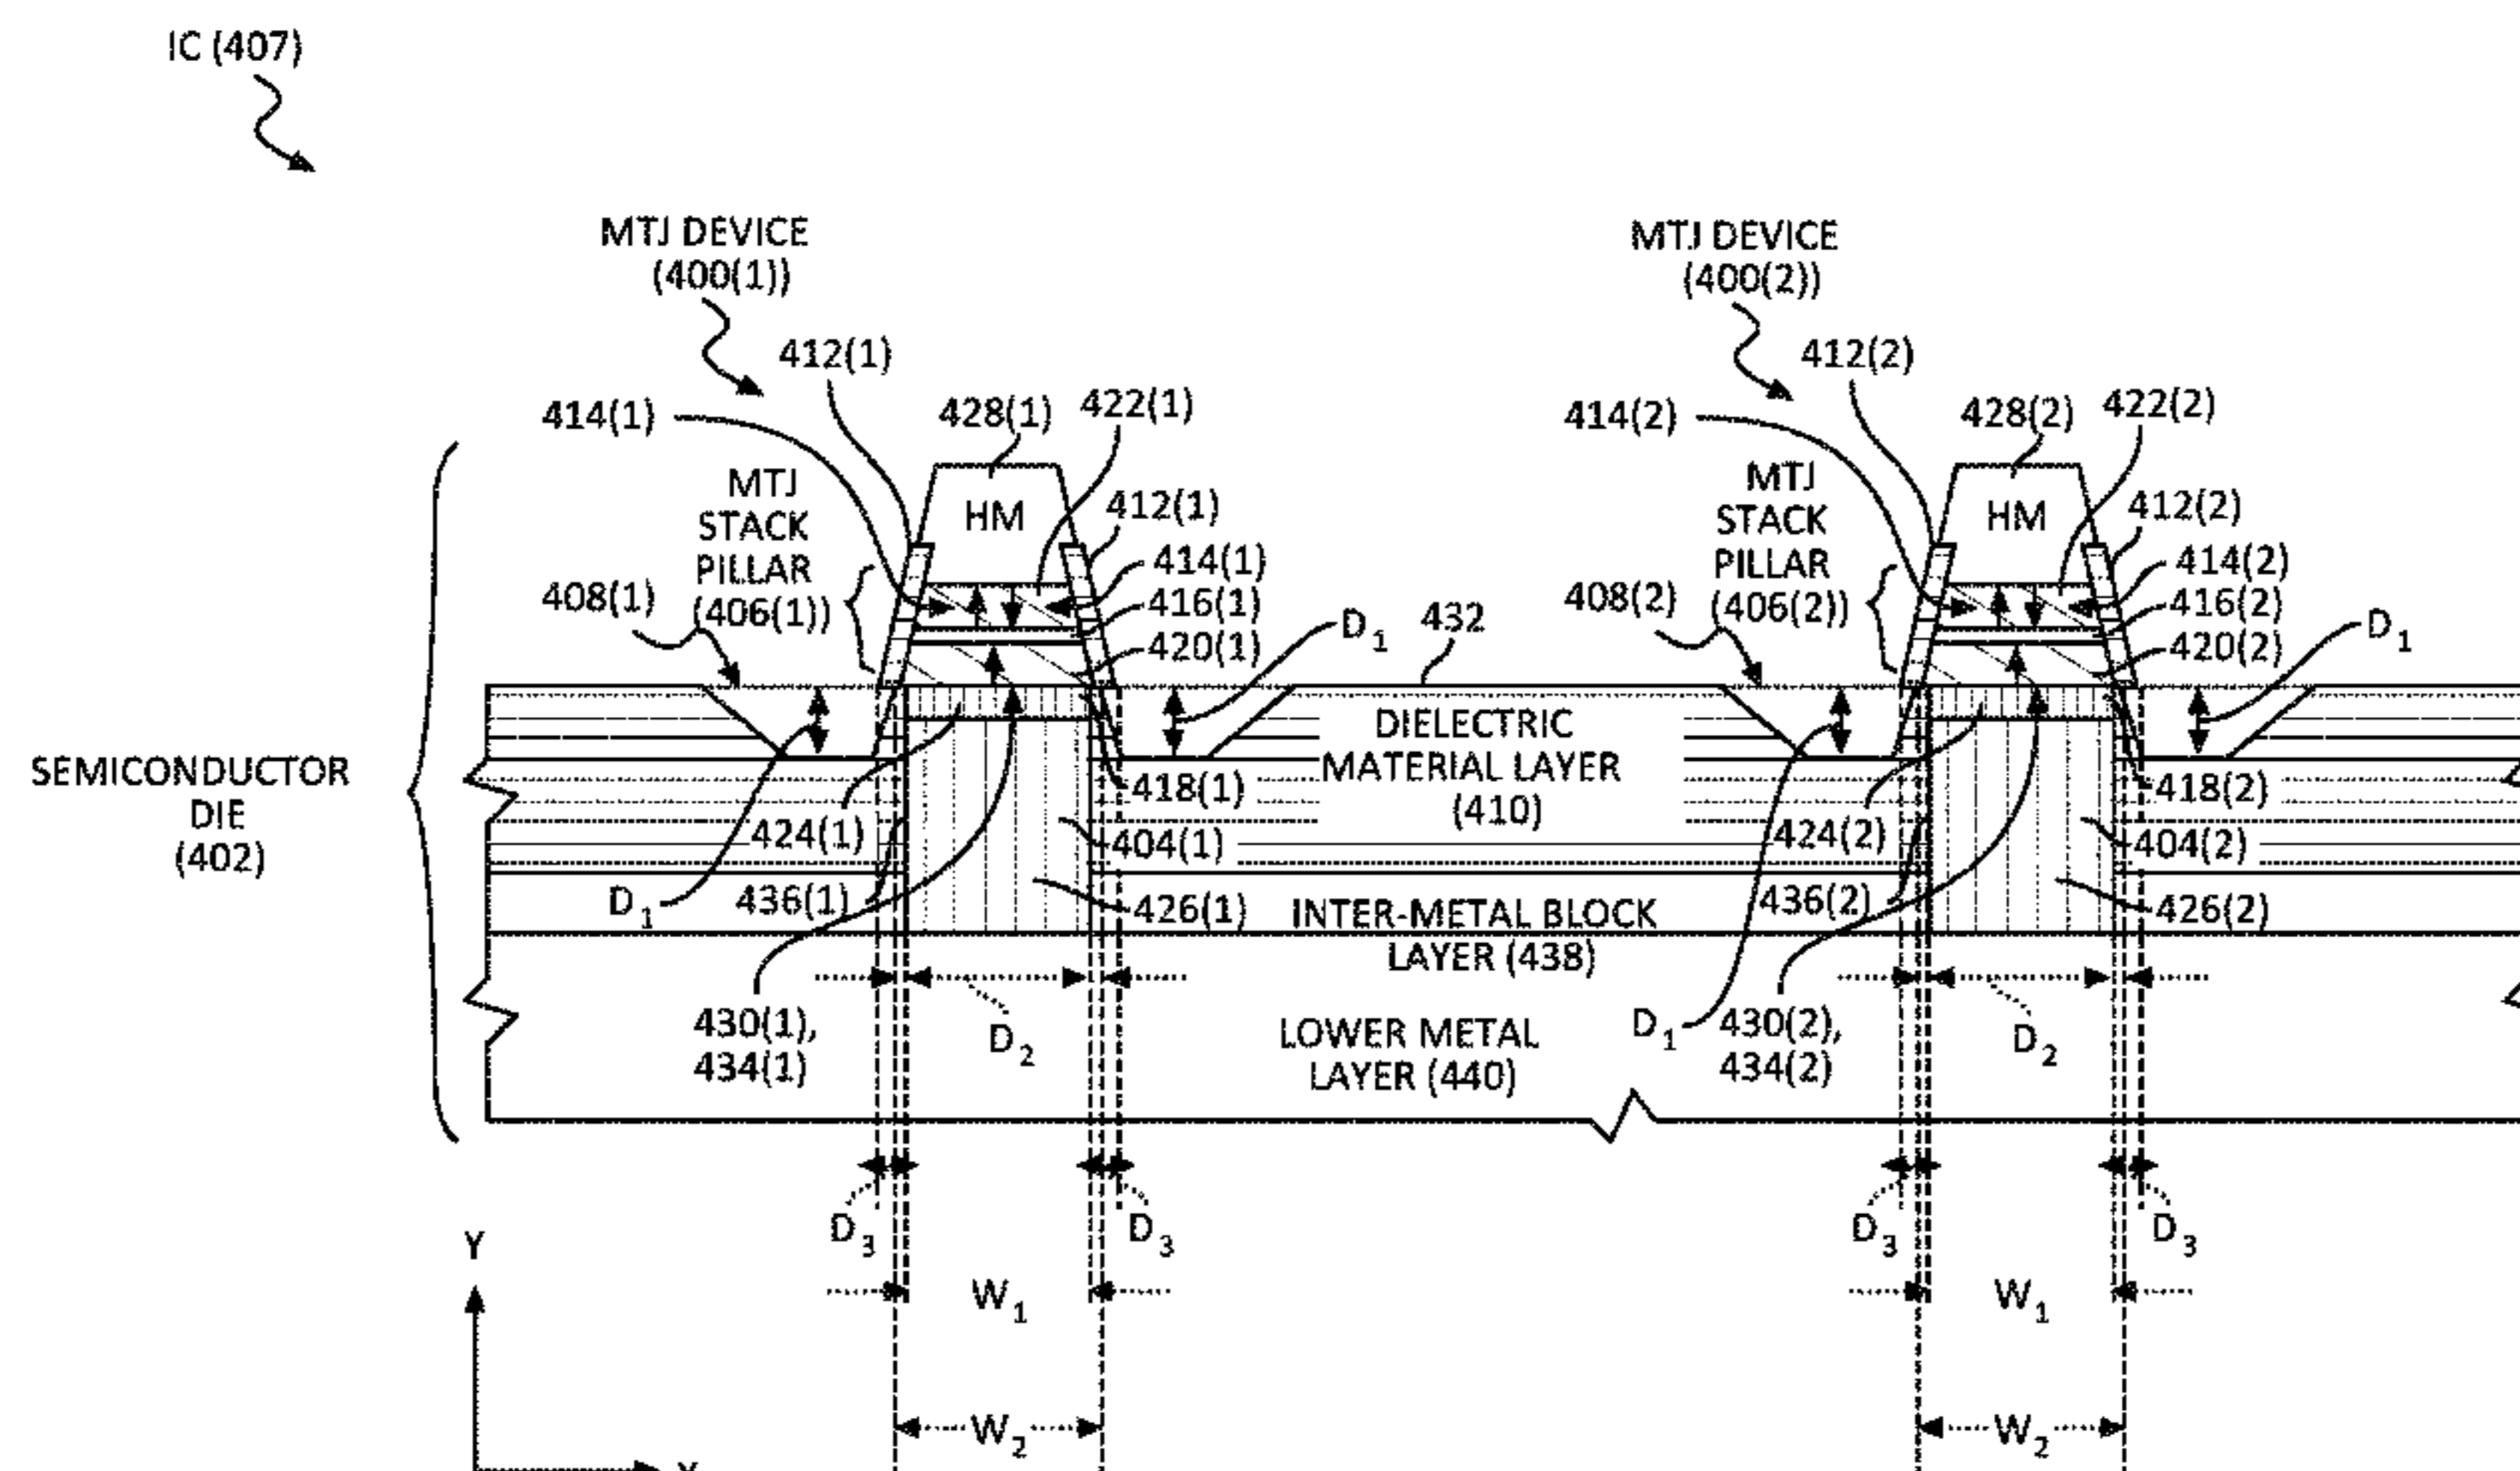 IC (407)
MTJ DEVICE
(400(1))
MTJ DEVICE
(400(2))
412(1)
412(2)
414(1)
428(1)
422(1)
414(2)
428(2)
422(2)
MTJ
STACK
PILLAR
(406(1))
HM
412(1)
414(1)
416(1)
420(1)
408(1)
D1
432
MTJ
STACK
PILLAR
(406(2))
HM
412(2)
414(2)
416(2)
420(2)
408(2)
D1
SEMICONDUCTOR
DIE
(402)
DIELECTRIC
MATERIAL LAYER
(410)
418(1)
424(1)
404(1)
D1
436(1)
426(1)
418(2)
424(2)
404(2)
436(2)
426(2)
INTER-METAL BLOCK
LAYER (438)
430(1),
434(1)
D2
LOWER METAL
LAYER (440)
D1
430(2),
434(2)
D2
D3
D3
D3
D3
Y
W1
W1
W2
W2
X